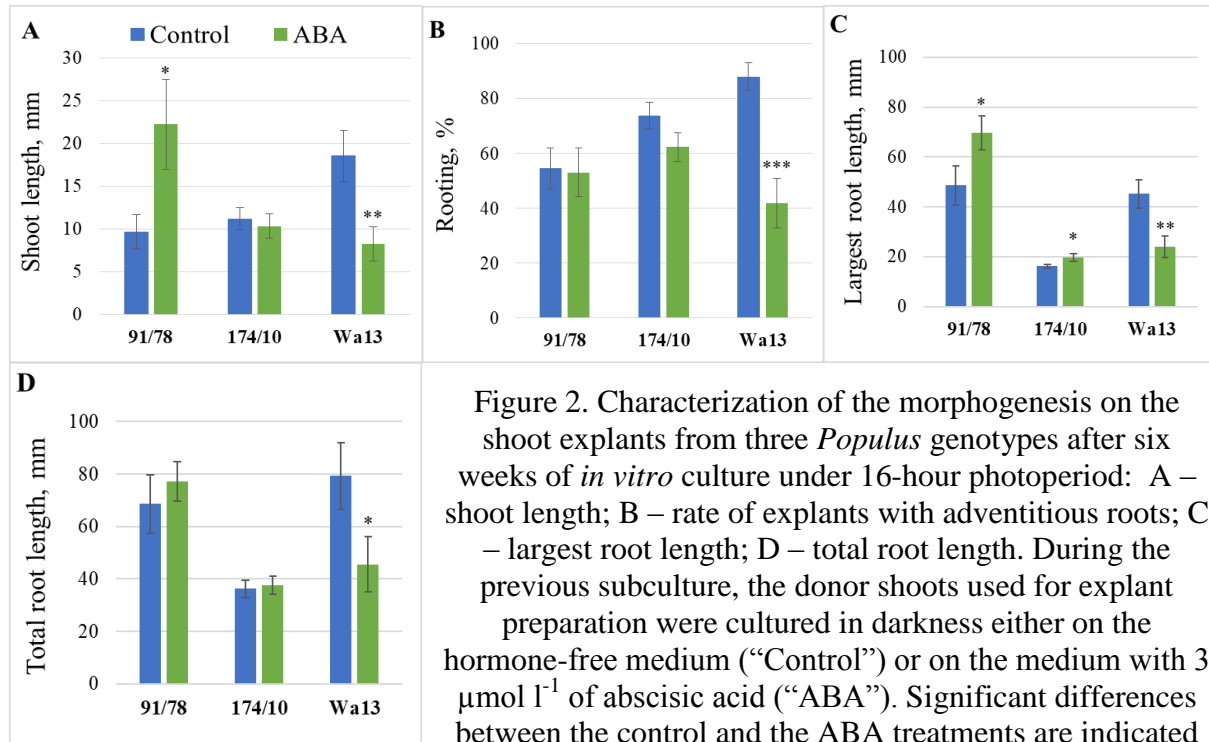 A
Control ABA
Shoot length, mm
30
25
20
15
10
5
0
*
**
91/78 174/10 Wa13
B
Rooting, %
100
80
60
40
20
0
***
91/78 174/10 Wa13
C
Largest root length, mm
100
80
60
40
20
0
*
*
**
91/78 174/10 Wa13
D
Total root length, mm
100
80
60
40
20
0
*
91/78 174/10 Wa13
Figure 2. Characterization of the morphogenesis on the
shoot explants from three Populus genotypes after six
weeks of in vitro culture under 16-hour photoperiod: A –
shoot length; B – rate of explants with adventitious roots; C
– largest root length; D – total root length. During the
previous subculture, the donor shoots used for explant
preparation were cultured in darkness either on the
hormone-free medium (“Control”) or on the medium with 3
µmol l⁻¹ of abscisic acid (“ABA”). Significant differences
between the control and the ABA treatments are indicated